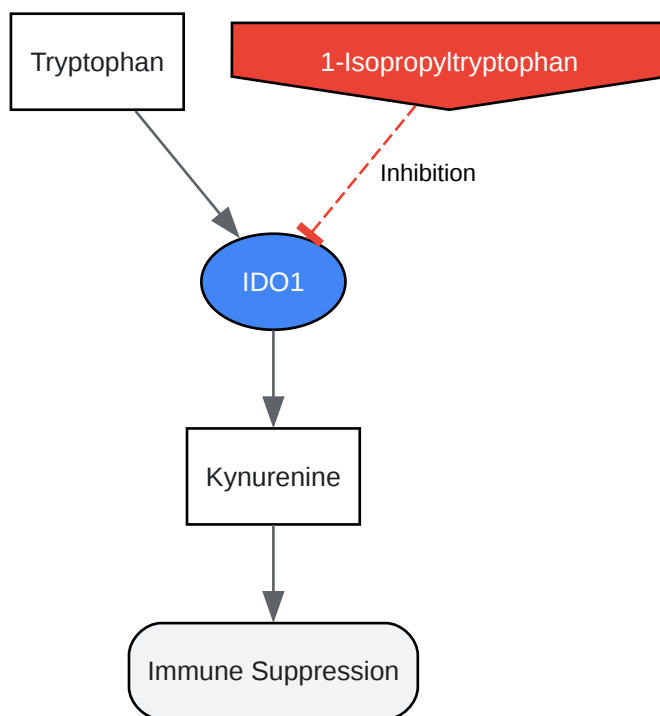 Tryptophan
1-Isopropyltryptophan
Inhibition
IDO1
Kynurenine
Immune Suppression